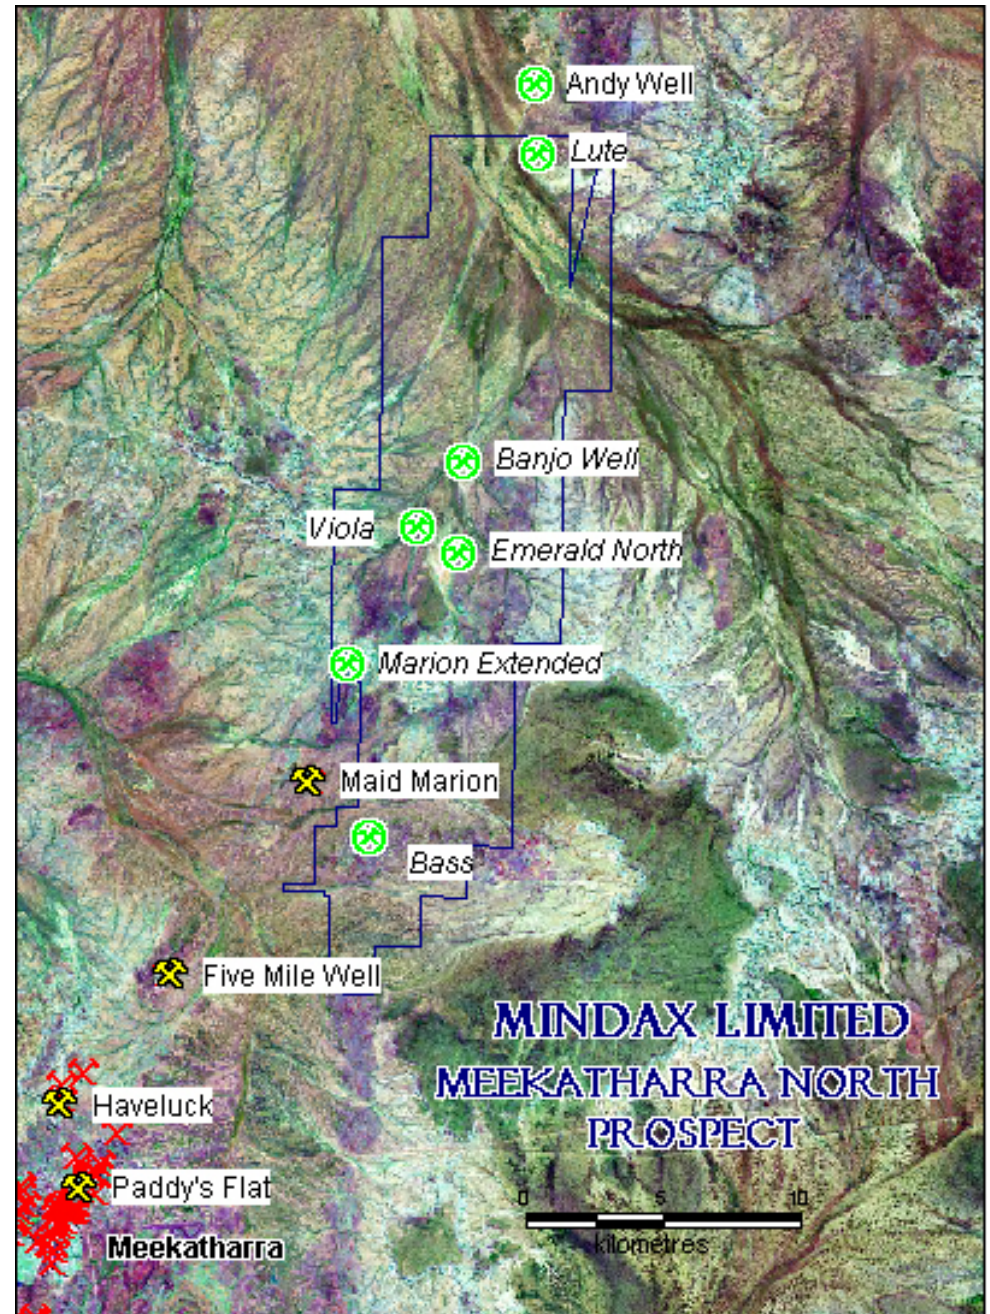 Andy Well
Lute
Banjo Well
Viola
Emerald North
Marion Extended
Maid Marion
Bass
Five Mile Well
MINDAX LIMITED
MEEKATHARRA NORTH
PROSPECT
Haveluck
Paddy's Flat
0 5 10
kilometres
Meekatharra